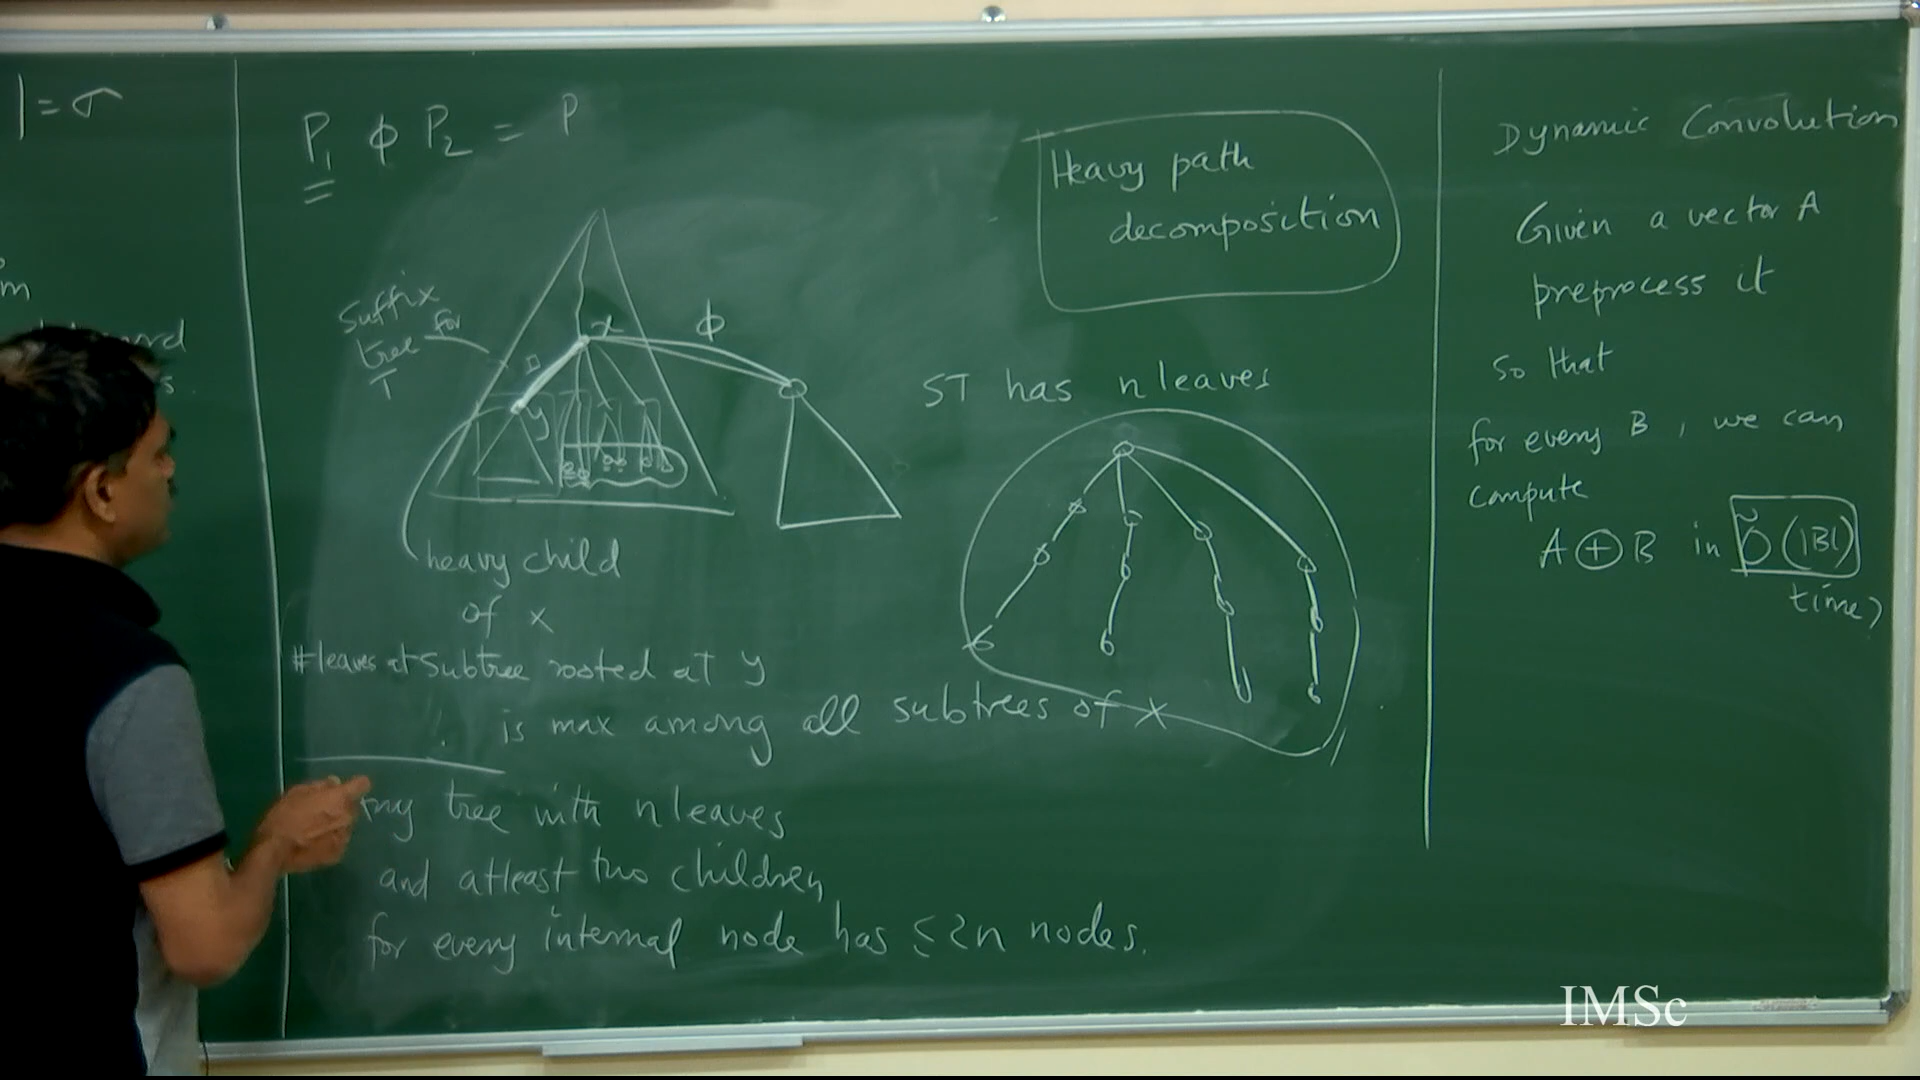 | = σ
m
P₁ ϕ P₂ = P
Suffix
tree for
T
x
ϕ
y
heavy child
of x
#leaves at subtree rooted at y
is max among all subtrees of x
Any tree with n leaves
and atleast two children,
for every internal node has ≤ 2n nodes.
Heavy path
decomposition
ST has n leaves
Dynamic Convolution
Given a vector A
preprocess it
so that
for every B, we can
compute
A ⊕ B in Õ(|B|)
time?
IMSc